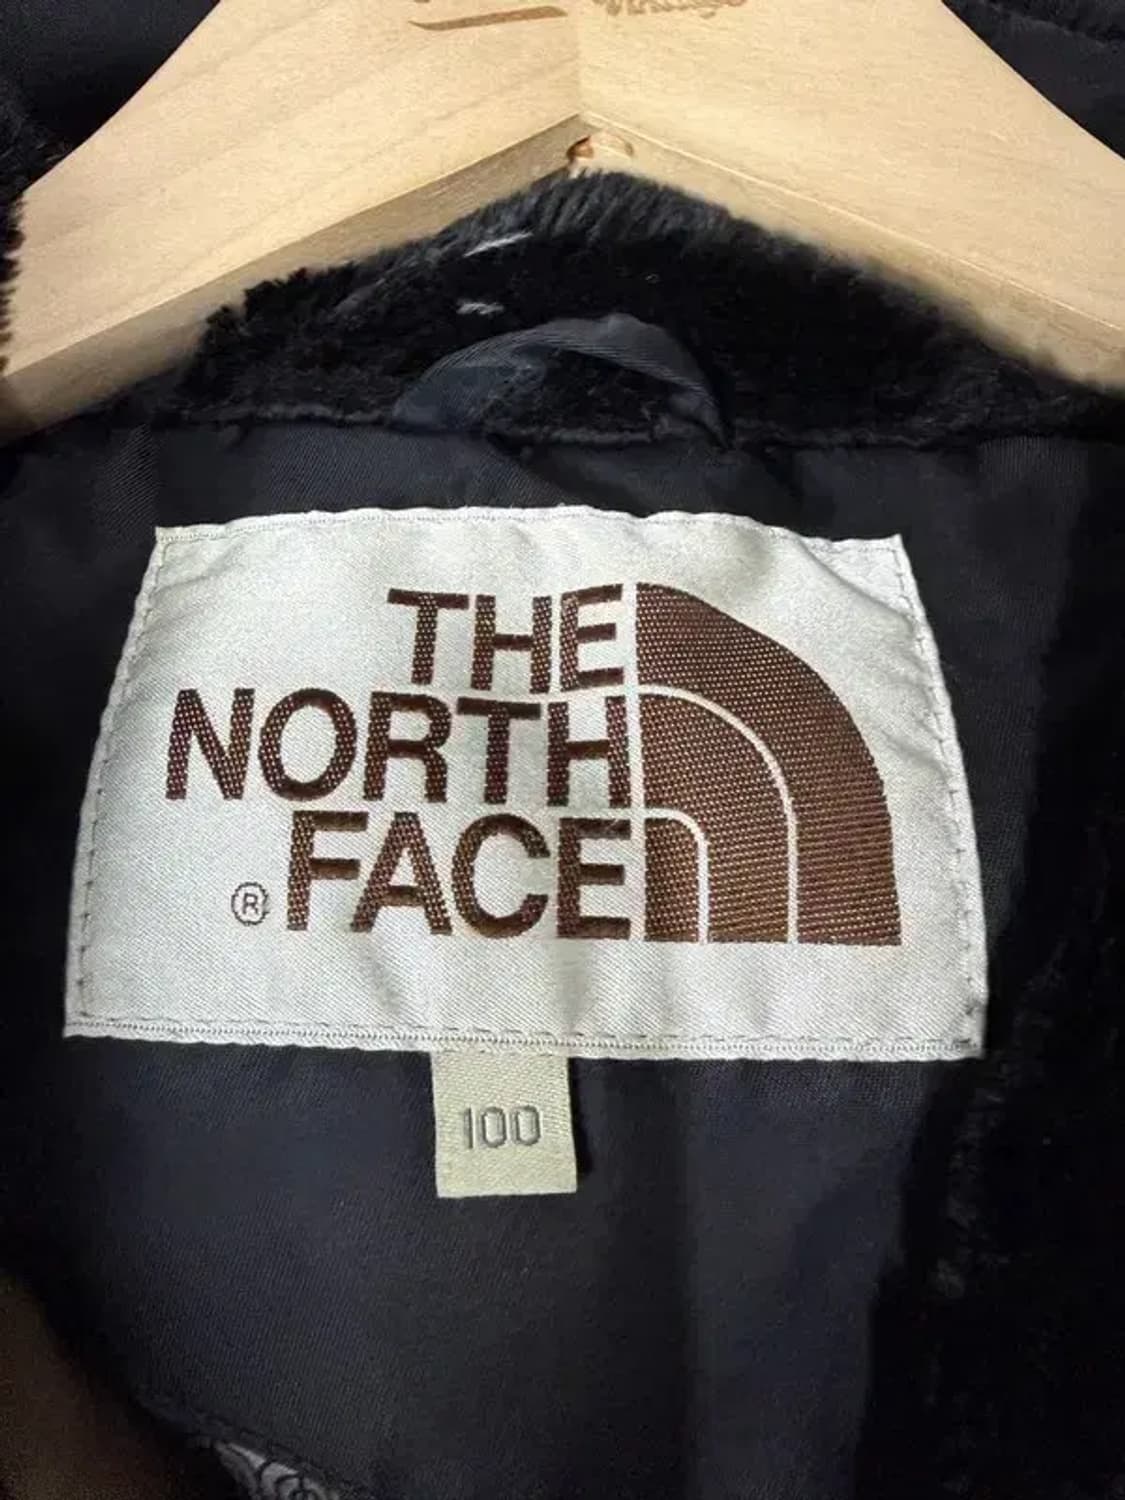 THE
NORTH
® FACE
100